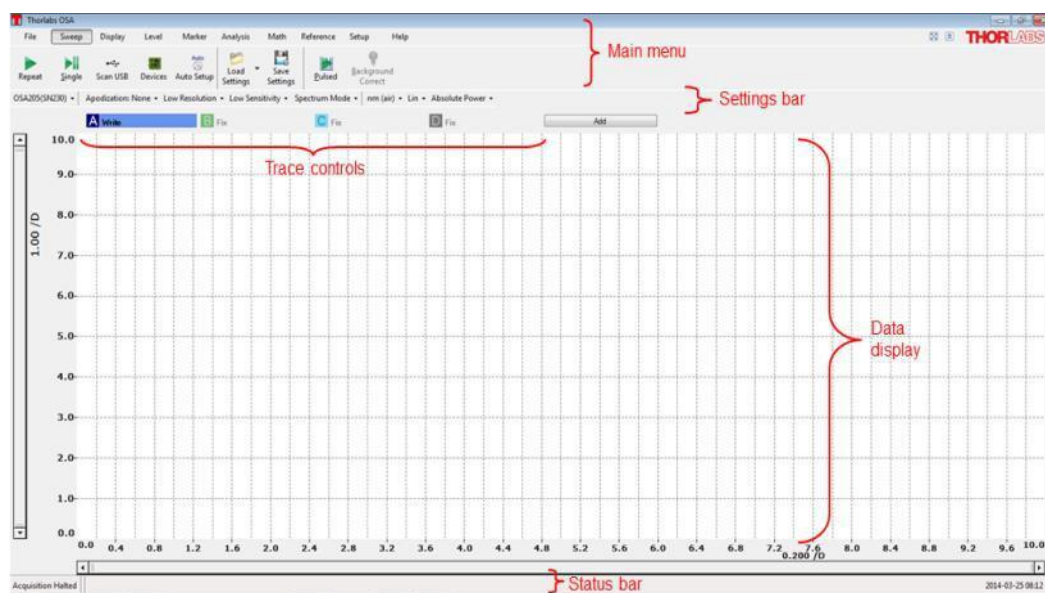 Thorlabs OSA
File Sweep Display Level Marker Analysis Math Reference Setup Help
THORLABS
Main menu
Repeat Single Scan USB Devices Auto Setup Load Settings Save Settings Pulsed Background Correct
Auto
OSA205(SN230) Apodization: None Low Resolution Low Sensitivity Spectrum Mode nm (air) Lin Absolute Power
Settings bar
A Write B Fix C Fix D Fix Add
Trace controls
10.0
9.0
8.0
7.0
6.0
5.0
4.0
3.0
2.0
1.0
0.0
1.00 /D
Data
display
0.0 0.4 0.8 1.2 1.6 2.0 2.4 2.8 3.2 3.6 4.0 4.4 4.8 5.2 5.6 6.0 6.4 6.8 7.2 7.6 8.0 8.4 8.8 9.2 9.6 10.0
0.200 /D
Acquisition Halted
Status bar
2014-03-25 08:12